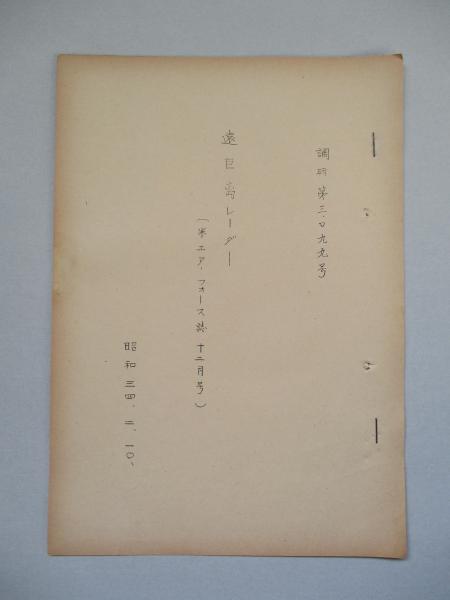 調研第三、〇九九号
遠巨离レーダー
(米エア・フォース誌十二月号)
昭和三四、二、一〇、